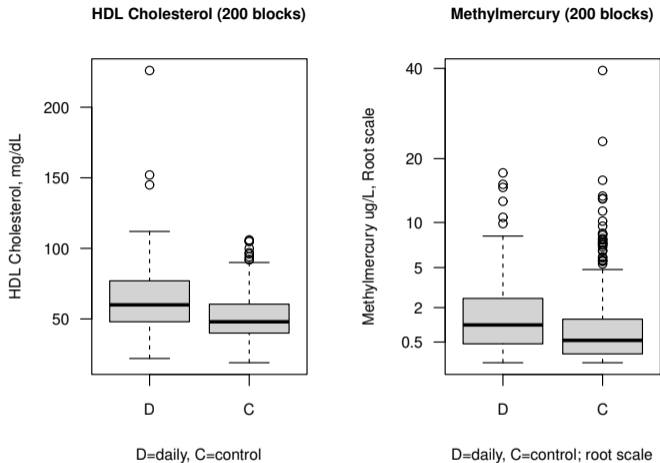 HDL Cholesterol (200 blocks)
HDL Cholesterol, mg/dL
200
150
100
50
D
C
D=daily, C=control
Methylmercury (200 blocks)
Methylmercury ug/L, Root scale
40
20
10
5
2
0.5
D
C
D=daily, C=control; root scale